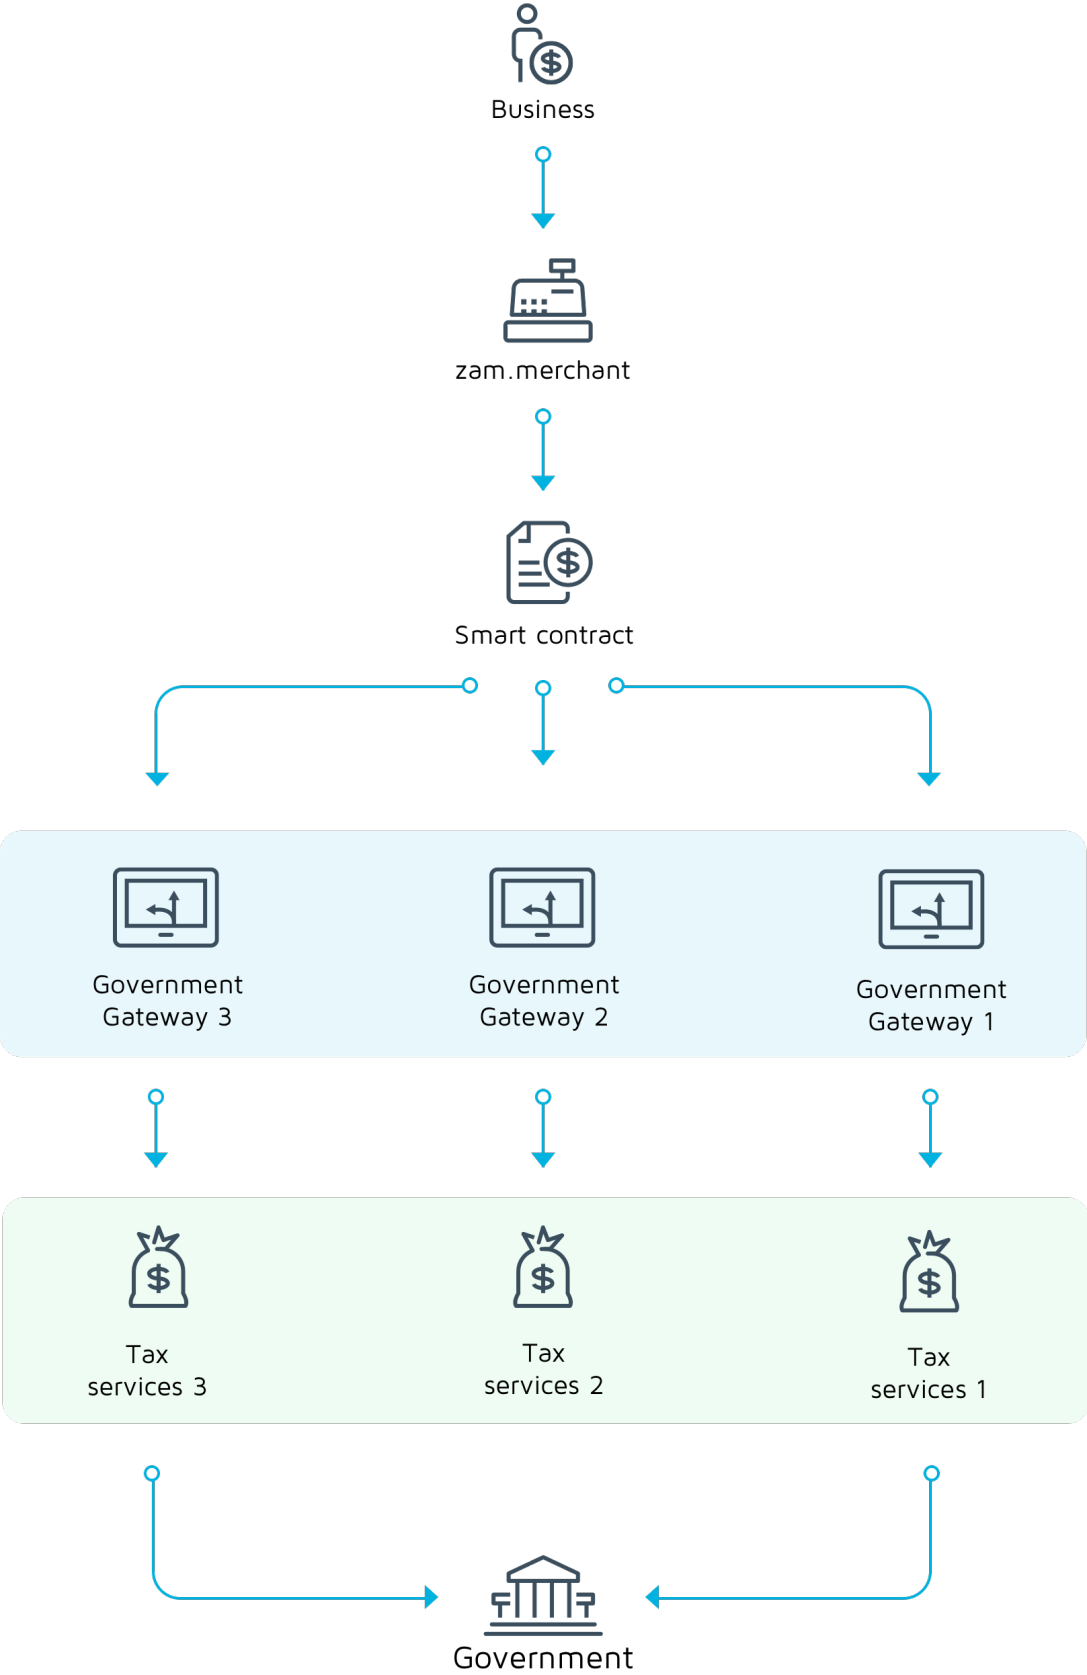 Business
zam.merchant
Smart contract
Government
Gateway 3
Government
Gateway 2
Government
Gateway 1
Tax
services 3
Tax
services 2
Tax
services 1
Government